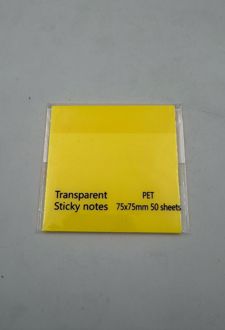 Transparent PET
Sticky notes 75x75mm 50 sheets